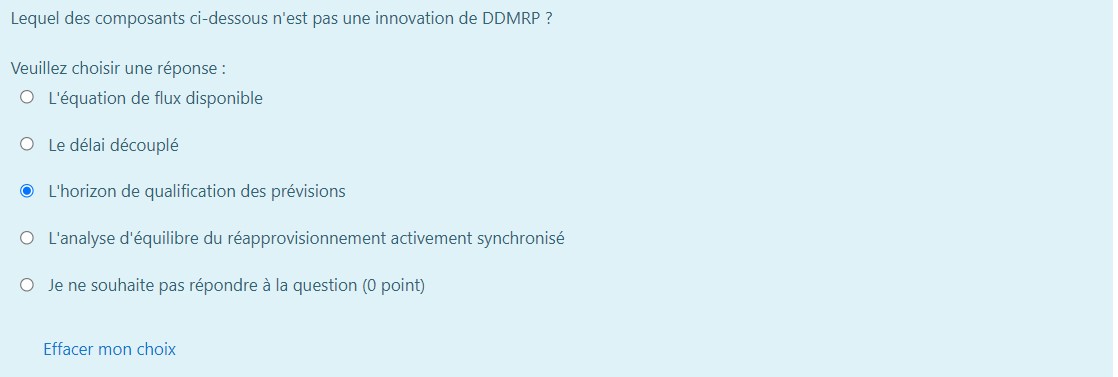 Lequel des composants ci-dessous n'est pas une innovation de DDMRP ?
Veuillez choisir une réponse :
L'équation de flux disponible
Le délai découplé
L'horizon de qualification des prévisions
L'analyse d'équilibre du réapprovisionnement activement synchronisé
Je ne souhaite pas répondre à la question (0 point)
Effacer mon choix